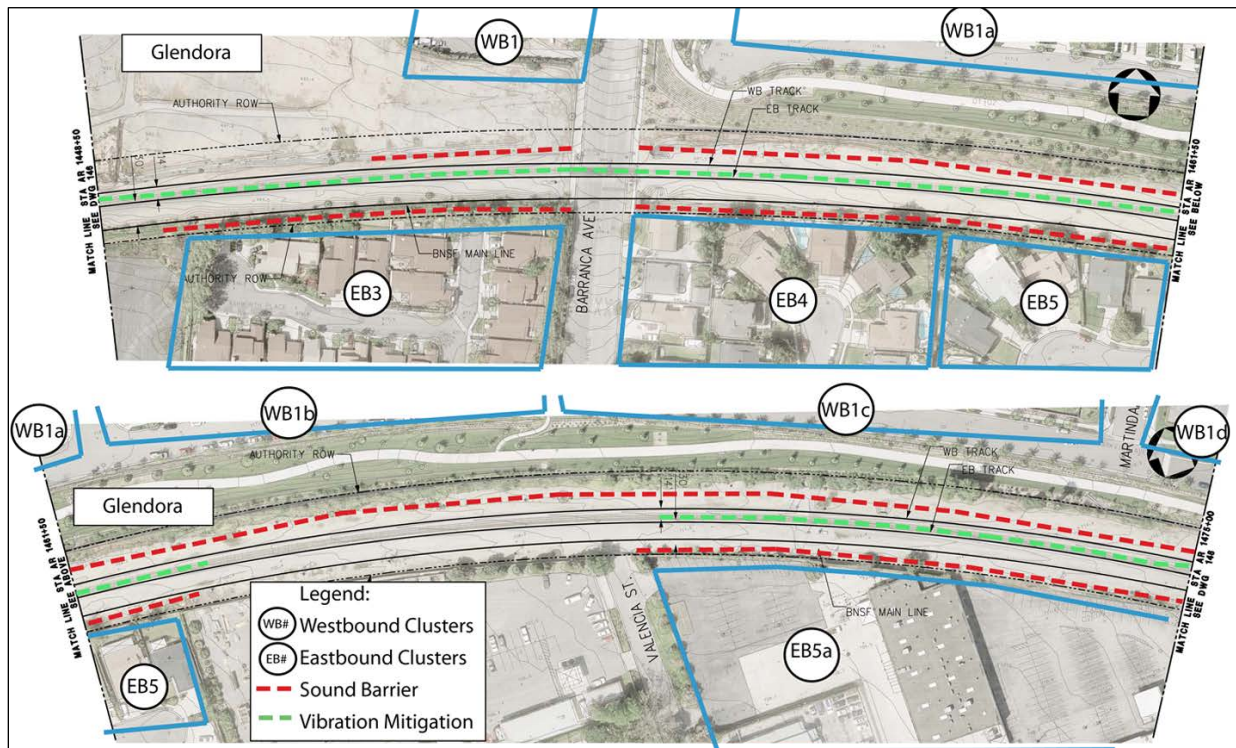 Glendora
WB1
WB1a
AUTHORITY ROW
WB TRACK
EB TRACK
MATCH LINE STA AR 1448+50
SEE DWG 146
50
14
MATCH LINE STA AR 1461+50
SEE BELOW
AUTHORITY ROW
BNSF MAIN LINE
EB3
BARRANCA AVE
EB4
EB5
WB1a
WB1b
WB1c
MARTINDA
WB1d
AUTHORITY ROW
WB TRACK
EB TRACK
Glendora
MATCH LINE STA AR 1461+50
SEE ABOVE
14
MATCH LINE STA AR 1475+00
SEE DWG 148
BNSF MAIN LINE
VALENCIA ST.
EB5
EB5a
Legend:
WB# Westbound Clusters
EB# Eastbound Clusters
Sound Barrier
Vibration Mitigation